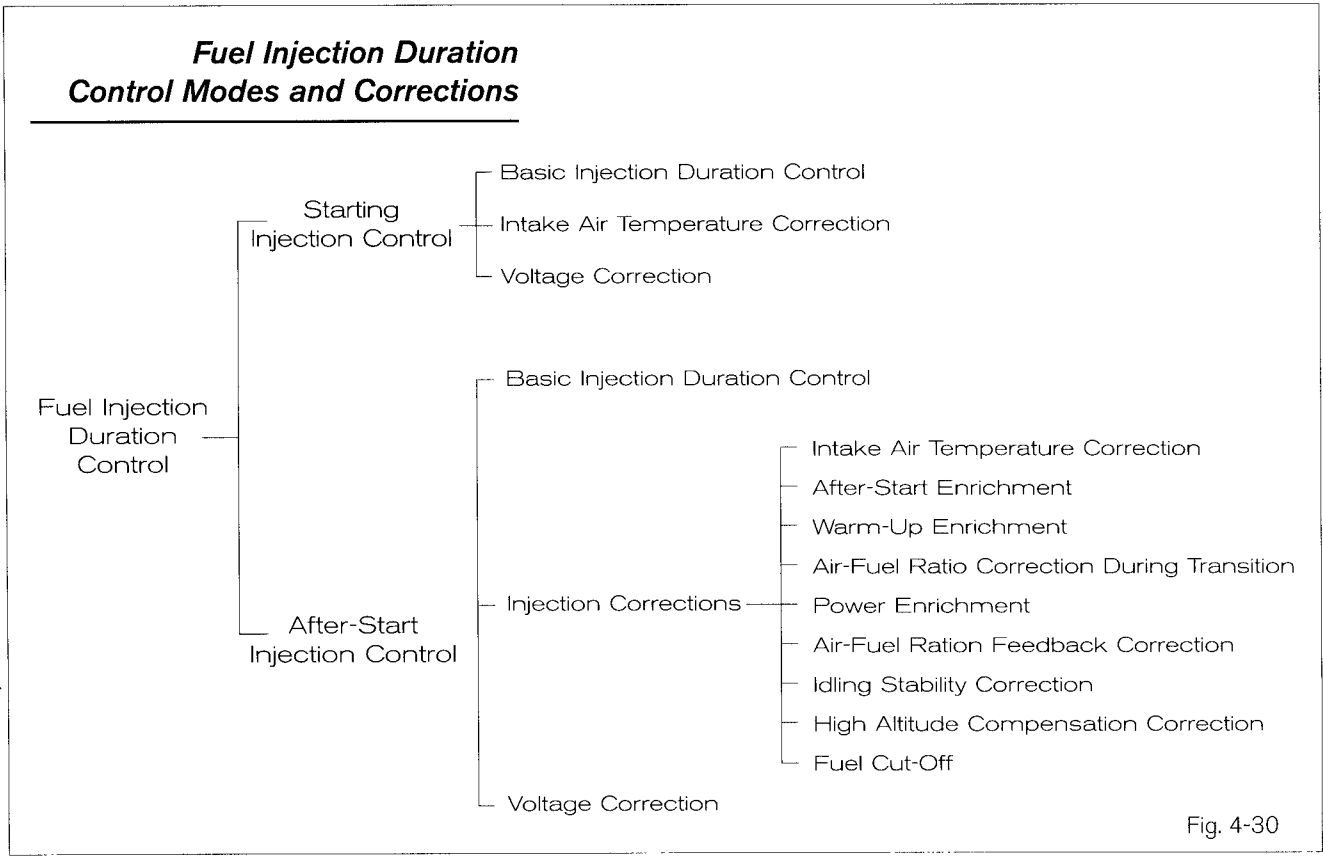 Fuel Injection Duration
Control Modes and Corrections
Fuel Injection
Duration
Control
Starting
Injection Control
Basic Injection Duration Control
Intake Air Temperature Correction
Voltage Correction
After-Start
Injection Control
Basic Injection Duration Control
Injection Corrections
Intake Air Temperature Correction
After-Start Enrichment
Warm-Up Enrichment
Air-Fuel Ratio Correction During Transition
Power Enrichment
Air-Fuel Ration Feedback Correction
Idling Stability Correction
High Altitude Compensation Correction
Fuel Cut-Off
Voltage Correction
Fig. 4-30